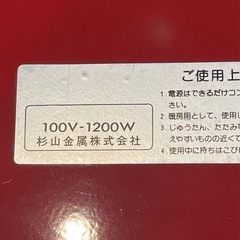 100V-1200W
杉山金属株式会社
ご使用上
1. 電源はできるだけコン
さい。
2. 暖房用として、使用し
3. じゅうたん、たたみな
えやすいものの近くで
4. 使用中に持ちはこび